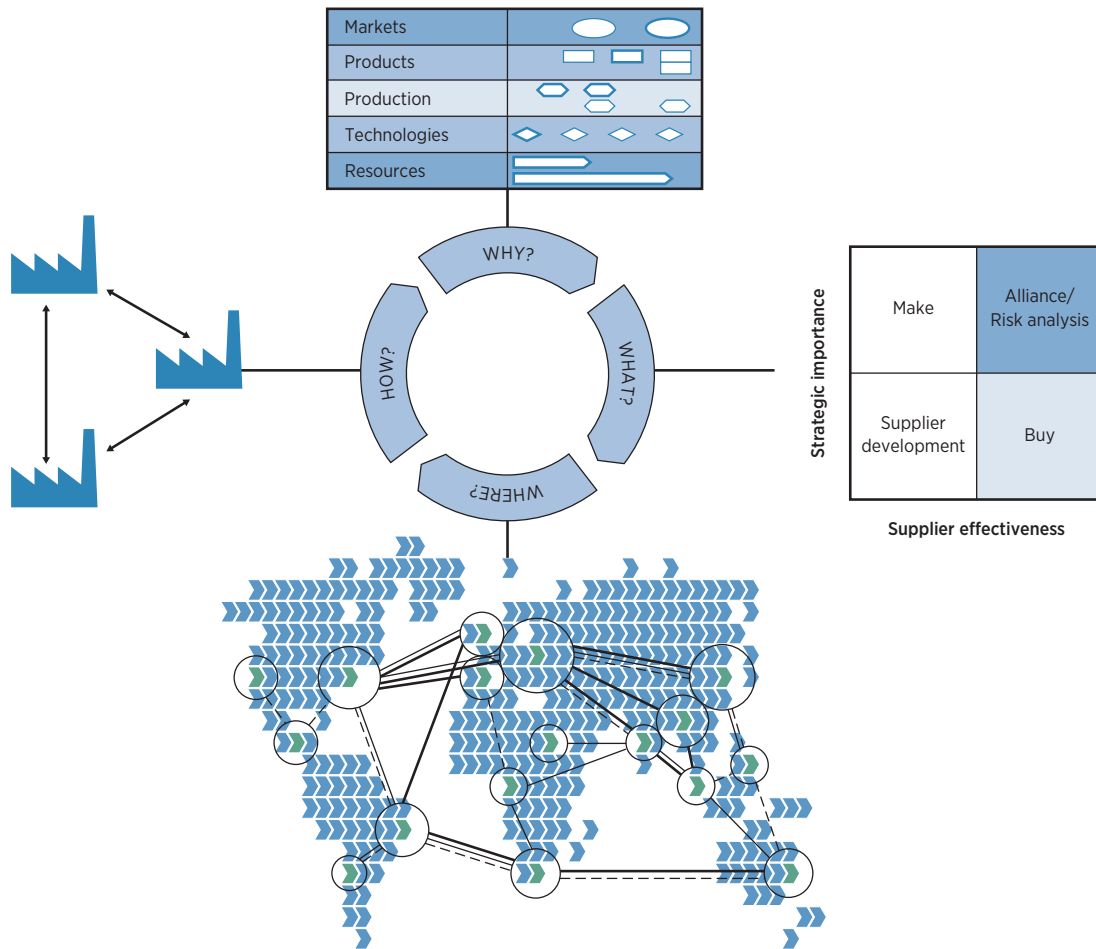 Markets
Products
Production
Technologies
Resources
WHY?
WHAT?
WHERE?
HOW?
Strategic importance
Make
Alliance/
Risk analysis
Supplier
development
Buy
Supplier effectiveness